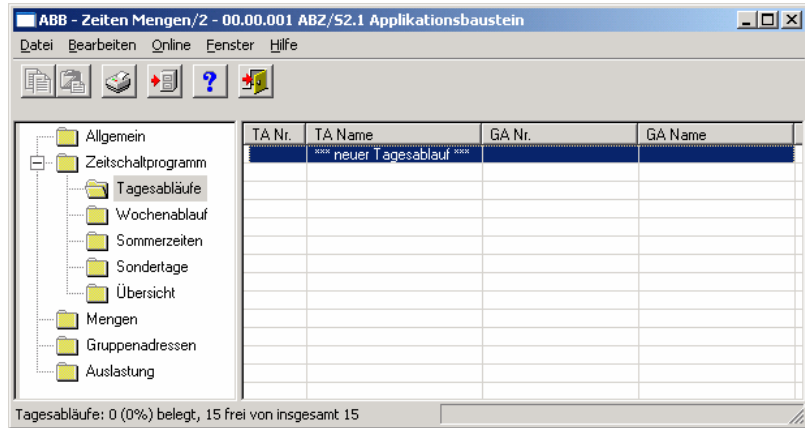 ABB - Zeiten Mengen/2 - 00.00.001 ABZ/S2.1 Applikationsbaustein
Datei Bearbeiten Online Fenster Hilfe
Allgemein
Zeitschaltprogramm
Tagesabläufe
Wochenablauf
Sommerzeiten
Sondertage
Übersicht
Mengen
Gruppenadressen
Auslastung
TA Nr. TA Name GA Nr. GA Name
*** neuer Tagesablauf ***
Tagesabläufe: 0 (0%) belegt, 15 frei von insgesamt 15